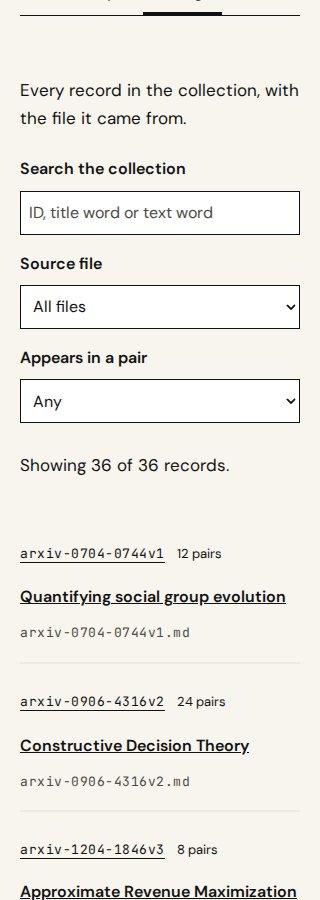 Every record in the collection, with
the file it came from.
Search the collection
ID, title word or text word
Source file
All files
Appears in a pair
Any
Showing 36 of 36 records.
arxiv-0704-0744v1 12 pairs
Quantifying social group evolution
arxiv-0704-0744v1.md
arxiv-0906-4316v2 24 pairs
Constructive Decision Theory
arxiv-0906-4316v2.md
arxiv-1204-1846v3 8 pairs
Approximate Revenue Maximization